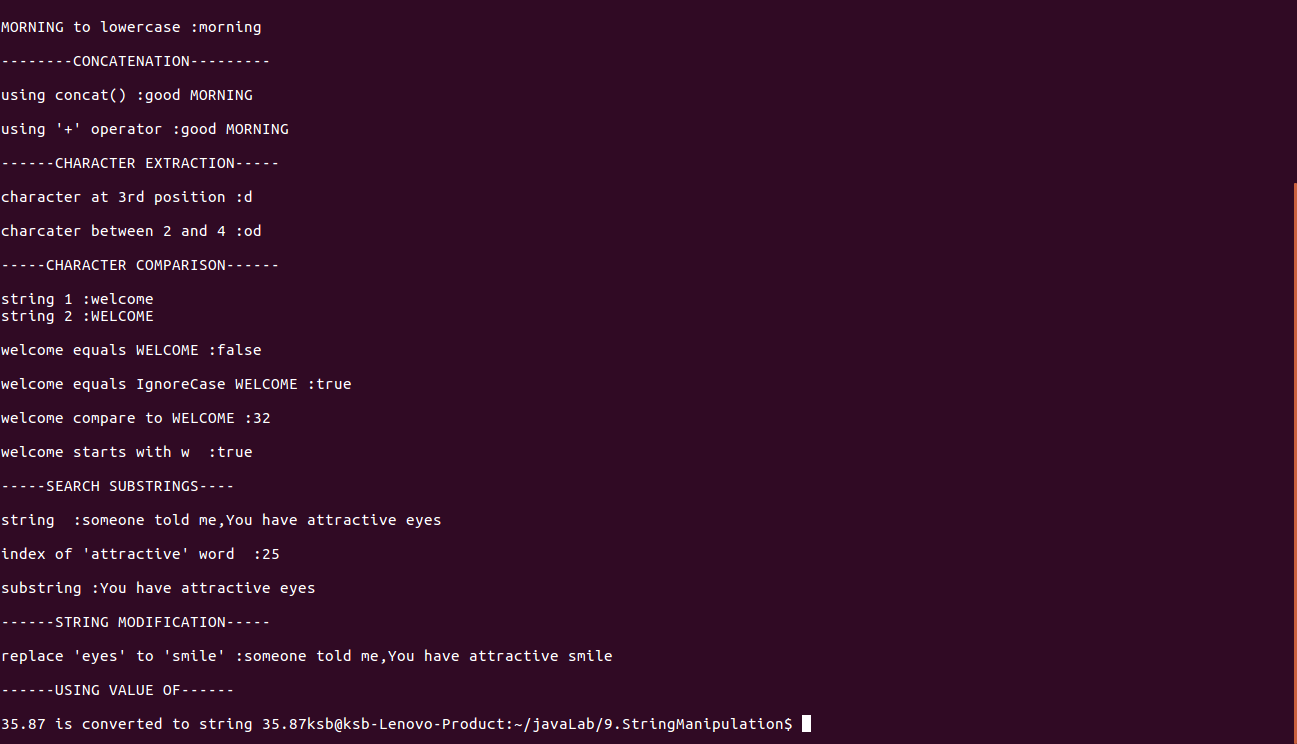 MORNING to lowercase :morning
--------CONCATENATION---------
using concat() :good MORNING
using '+' operator :good MORNING
------CHARACTER EXTRACTION-----
character at 3rd position :d
charcater between 2 and 4 :od
-----CHARACTER COMPARISON------
string 1 :welcome
string 2 :WELCOME
welcome equals WELCOME :false
welcome equals IgnoreCase WELCOME :true
welcome compare to WELCOME :32
welcome starts with w  :true
-----SEARCH SUBSTRINGS----
string  :someone told me,You have attractive eyes
index of 'attractive' word  :25
substring :You have attractive eyes
------STRING MODIFICATION-----
replace 'eyes' to 'smile' :someone told me,You have attractive smile
------USING VALUE OF------
35.87 is converted to string 35.87ksb@ksb-Lenovo-Product:~/javaLab/9.StringManipulation$